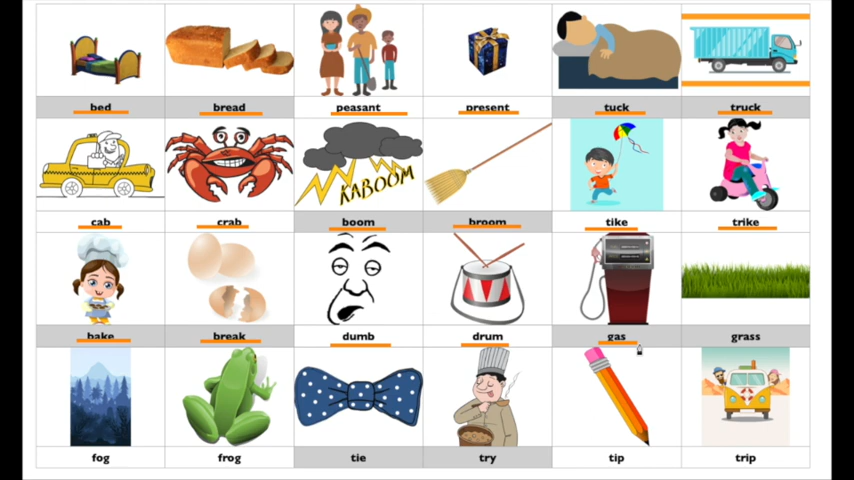 bed bread peasant present tuck truck
KABOOM
cab crab boom broom tike trike
bake break dumb drum gas grass
fog frog tie try tip trip